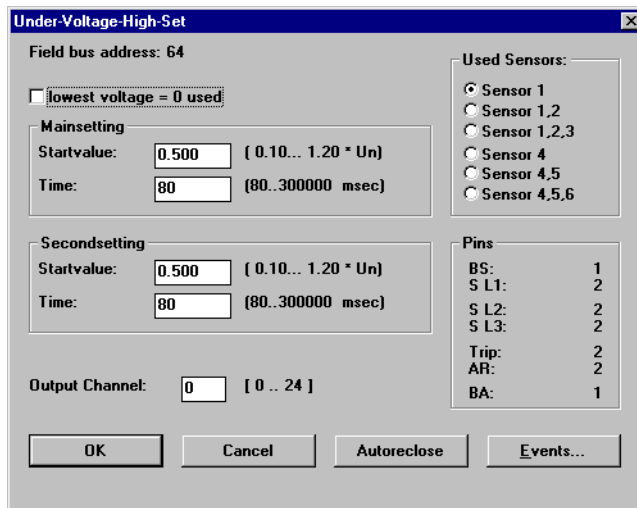 Under-Voltage-High-Set
Field bus address: 64
lowest voltage = 0 used
Mainsetting
Startvalue: 0.500 ( 0.10... 1.20 * Un)
Time: 80 (80..300000 msec)
Secondsetting
Startvalue: 0.500 ( 0.10... 1.20 * Un)
Time: 80 (80..300000 msec)
Output Channel: 0 [ 0 .. 24 ]
Used Sensors:
Sensor 1
Sensor 1,2
Sensor 1,2,3
Sensor 4
Sensor 4,5
Sensor 4,5,6
Pins
BS: 1
S L1: 2
S L2: 2
S L3: 2
Trip: 2
AR: 2
BA: 1
OK Cancel Autoreclose Events...